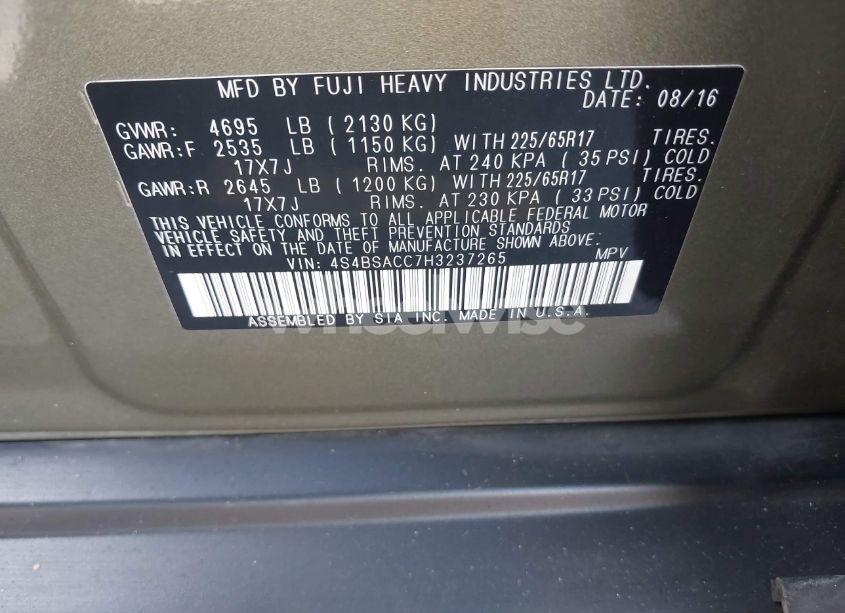 MFD BY FUJI HEAVY INDUSTRIES LTD.
DATE: 08/16
GVWR: 4695 LB ( 2130 KG)
GAWR:F 2535 LB ( 1150 KG) WITH 225/65R17 TIRES.
17X7J RIMS. AT 240 KPA ( 35 PSI) COLD
GAWR:R 2645 LB ( 1200 KG) WITH 225/65R17 TIRES.
17X7J RIMS. AT 230 KPA ( 33 PSI) COLD
THIS VEHICLE CONFORMS TO ALL APPLICABLE FEDERAL MOTOR
VEHICLE SAFETY AND THEFT PREVENTION STANDARDS
IN EFFECT ON THE DATE OF MANUFACTURE SHOWN ABOVE.
VIN: 4S4BSACC7H3237265 MPV
ASSEMBLED BY SIA INC. MADE IN U.S.A.
wheelwise